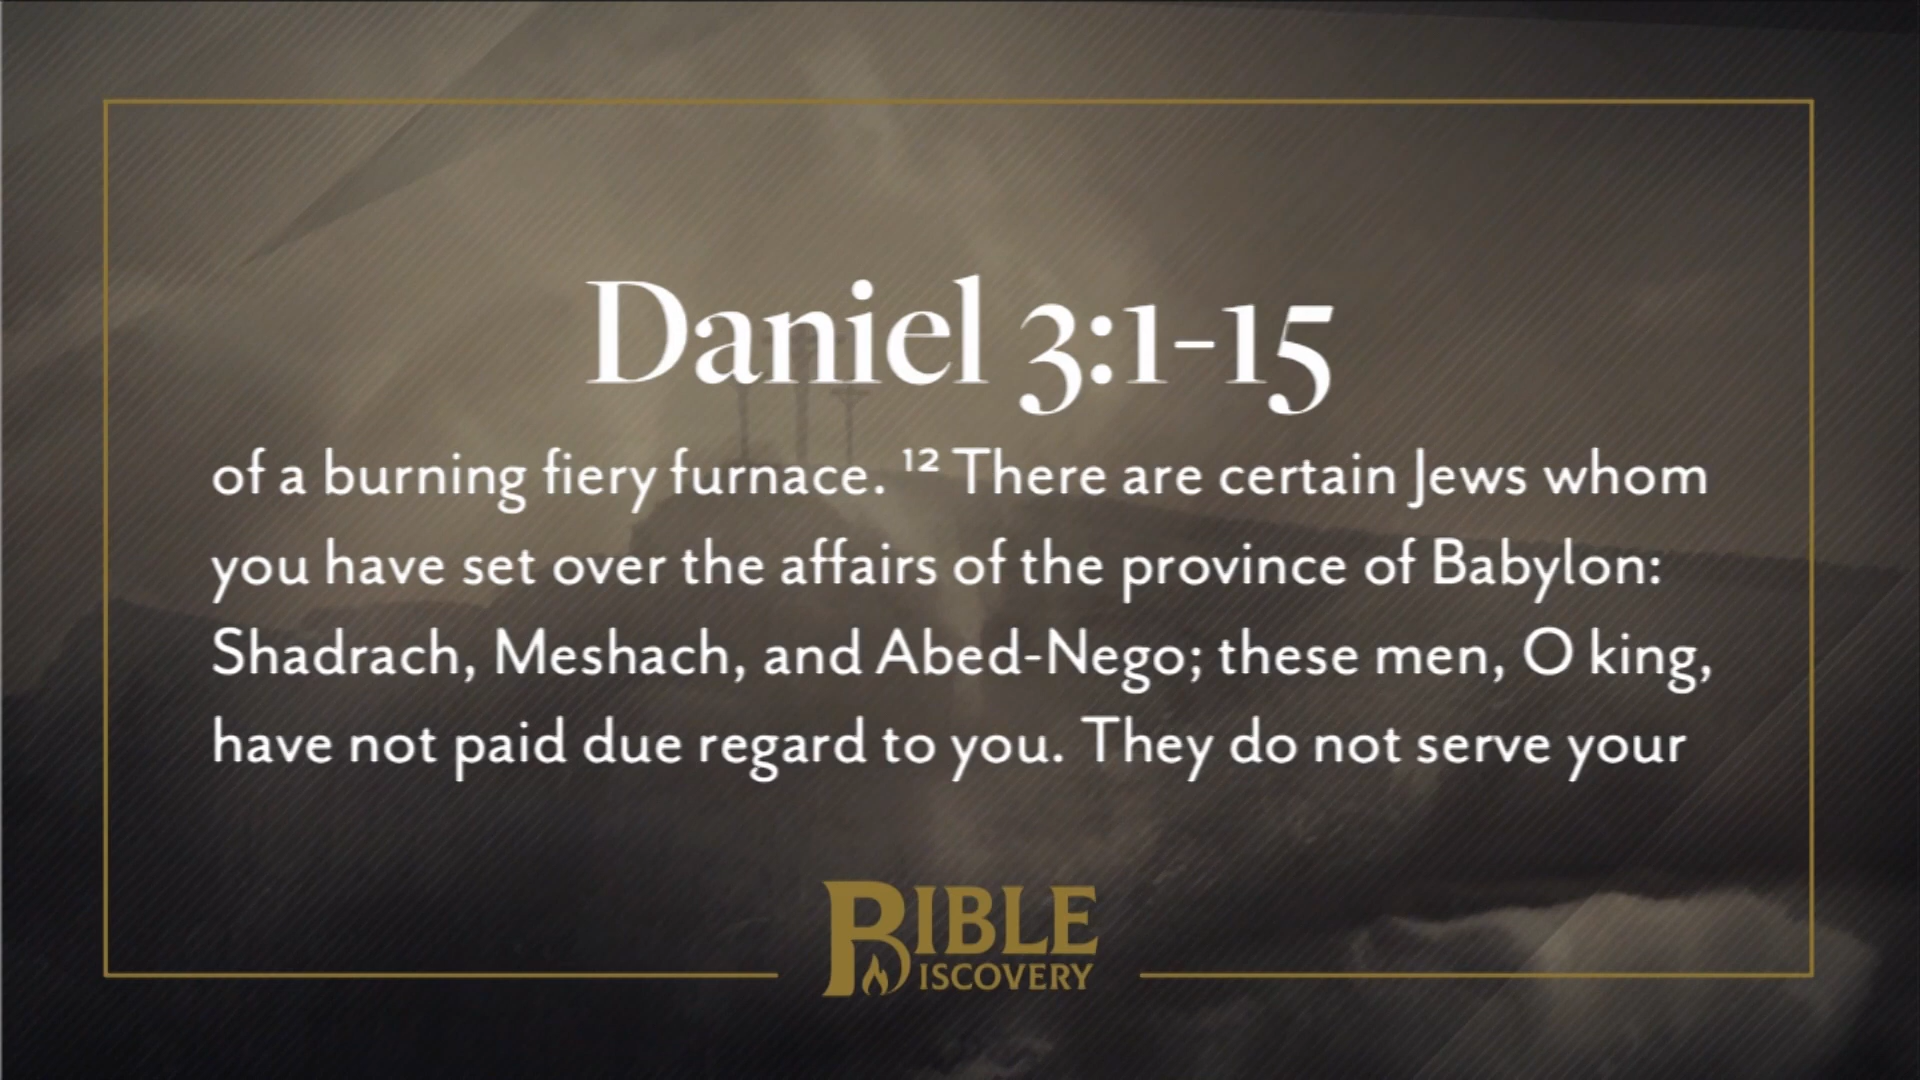 Daniel 3:1-15
of a burning fiery furnace. ¹² There are certain Jews whom
you have set over the affairs of the province of Babylon:
Shadrach, Meshach, and Abed-Nego; these men, O king,
have not paid due regard to you. They do not serve your
BIBLE
DISCOVERY